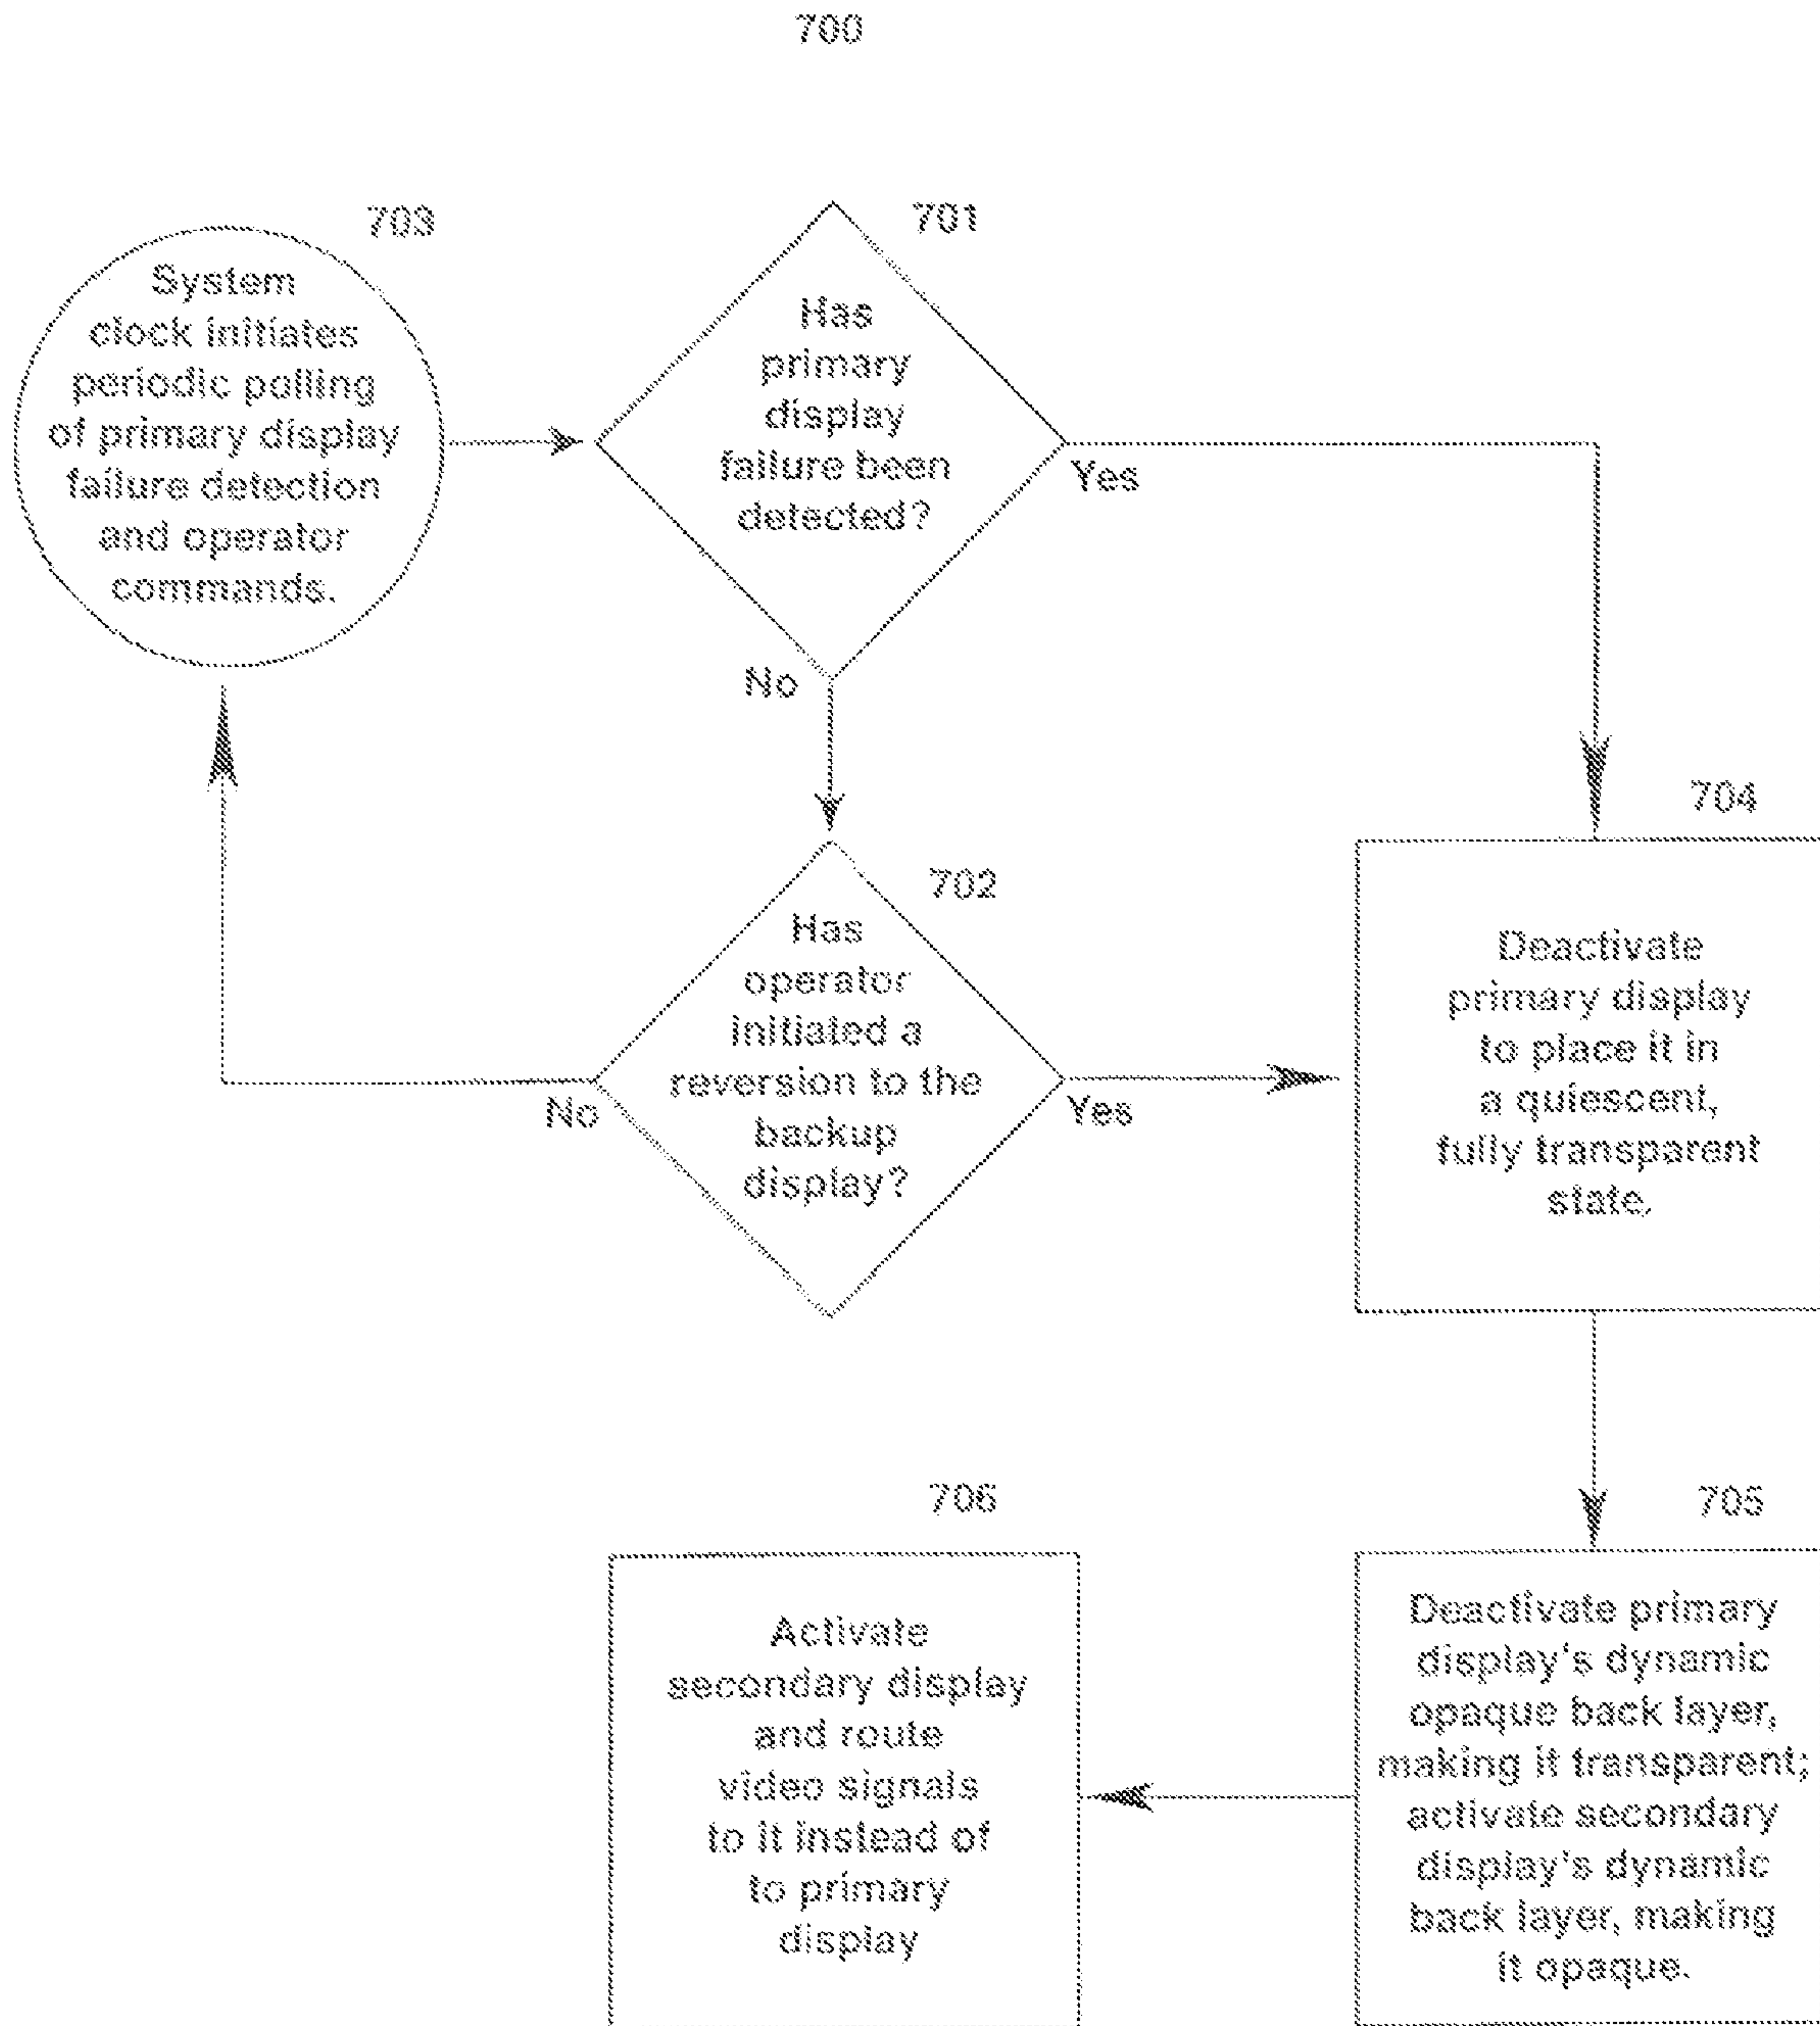 700
703
System
clock initiates
periodic polling
of primary display
failure detection
and operator
commands.
701
Has
primary
display
failure been
detected?
Yes
No
702
Has
operator
initiated a
reversion to the
backup
display?
No
Yes
704
Deactivate
primary display
to place it in
a quiescent,
fully transparent
state.
705
Deactivate primary
display's dynamic
opaque back layer,
making it transparent;
activate secondary
display's dynamic
back layer, making
it opaque.
706
Activate
secondary display
and route
video signals
to it instead of
to primary
display